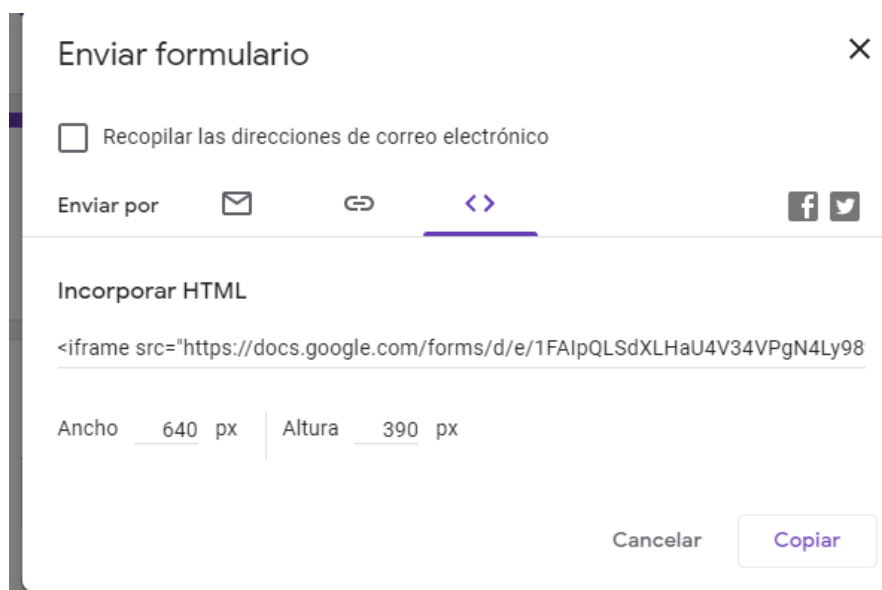 Enviar formulario
Recopilar las direcciones de correo electrónico
Enviar por
Incorporar HTML
<iframe src="https://docs.google.com/forms/d/e/1FAIpQLSdXLHaU4V34VPgN4Ly98
Ancho 640 px Altura 390 px
Cancelar Copiar